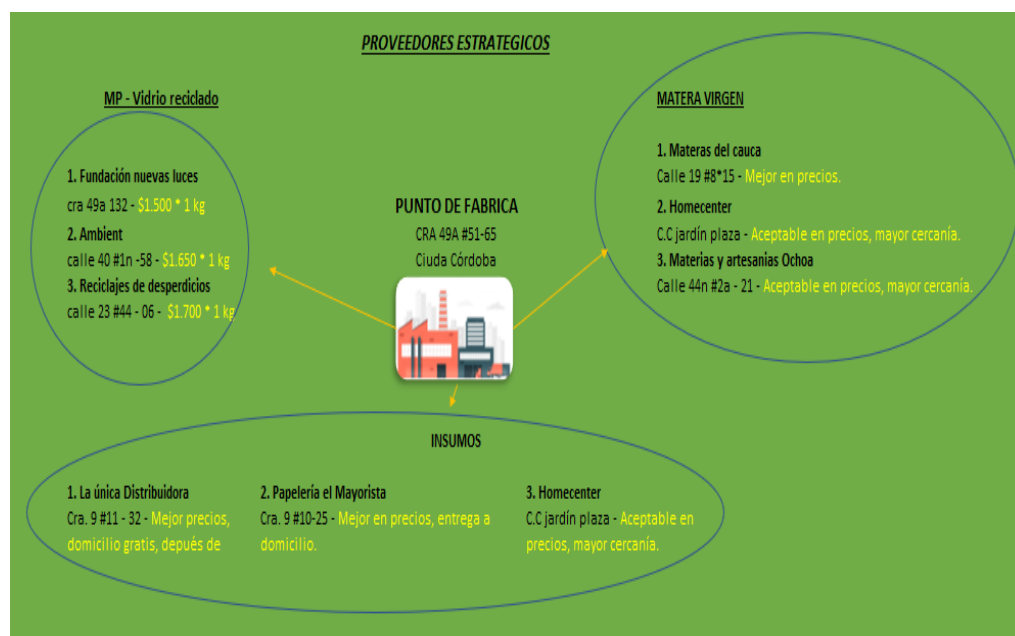 PROVEEDORES ESTRATEGICOS
MP - Vidrio reciclado
1. Fundación nuevas luces
cra 49a 132 - $1.500 * 1 kg
2. Ambient
calle 40 #1n -58 - $1.650 * 1 kg
3. Reciclajes de desperdicios
calle 23 #44 - 06 - $1.700 * 1 kg
PUNTO DE FABRICA
CRA 49A #51-65
Ciuda Córdoba
MATERA VIRGEN
1. Materas del cauca
Calle 19 #8*15 - Mejor en precios.
2. Homecenter
C.C jardín plaza - Aceptable en precios, mayor cercanía.
3. Materias y artesanias Ochoa
Calle 44n #2a - 21 - Aceptable en precios, mayor cercanía.
INSUMOS
1. La única Distribuidora
Cra. 9 #11 - 32 - Mejor precios,
domicilio gratis, depués de
2. Papelería el Mayorista
Cra. 9 #10-25 - Mejor en precios, entrega a
domicilio.
3. Homecenter
C.C jardín plaza - Aceptable en
precios, mayor cercanía.